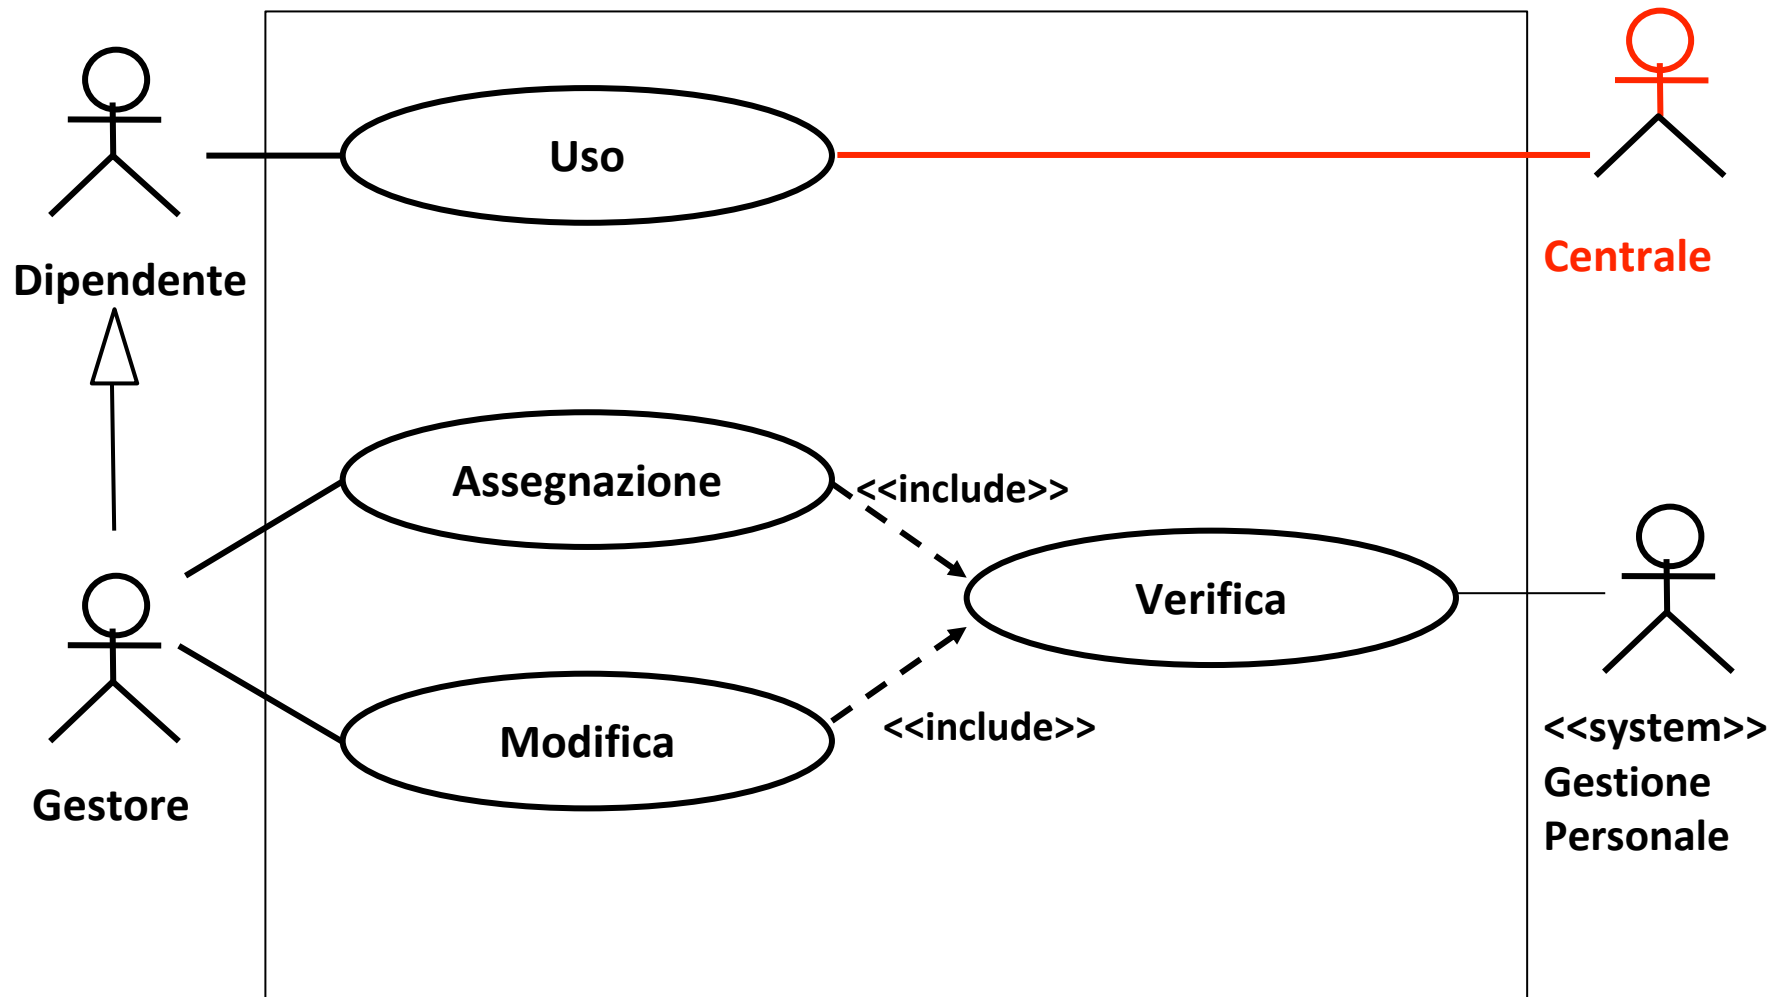 Uso
Centrale
Dipendente
Assegnazione
<<include>>
Verifica
Modifica
<<include>>
<<system>>
Gestione
Personale
Gestore